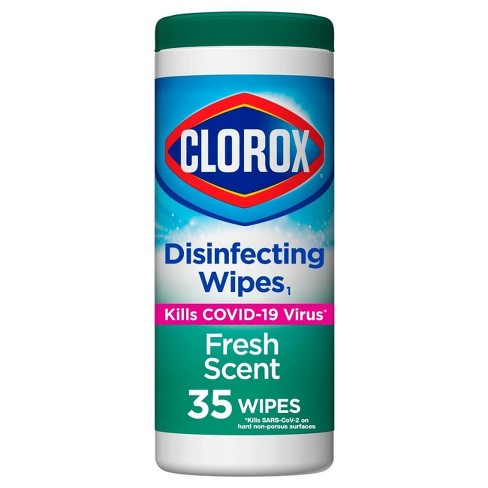 CLOROX
Disinfecting
Wipes₁
Kills COVID-19 Virus*
Fresh
Scent
35 WIPES
*Kills SARS-CoV-2 on
hard non-porous surfaces